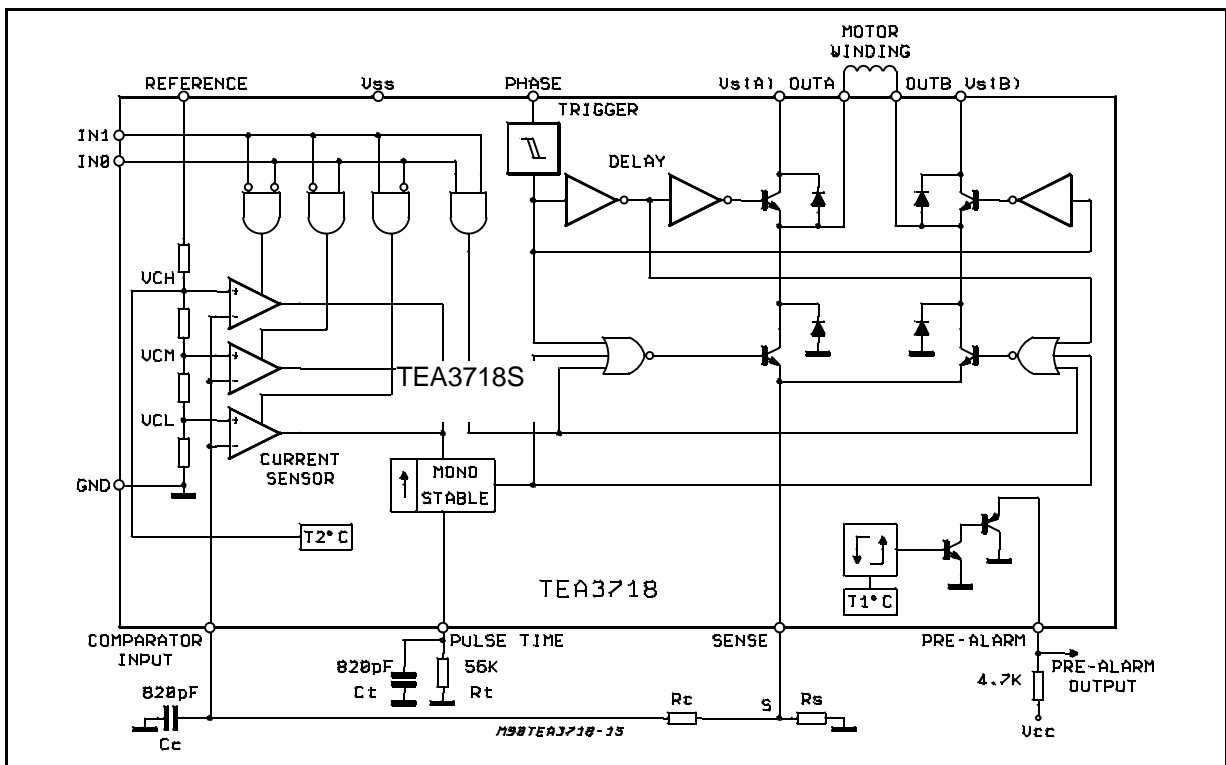 MOTOR
WINDING
REFERENCE
Vss
PHASE
Vs(A)
OUTA
OUTB
Vs(B)
TRIGGER
IN1
IN0
DELAY
VCH
VCM
TEA3718S
VCL
CURRENT
SENSOR
MONO
STABLE
GND
T2°C
TEA3718
T1°C
COMPARATOR
INPUT
PULSE TIME
SENSE
PRE-ALARM
820pF
Ct
56K
Rt
PRE-ALARM
OUTPUT
4.7K
820pF
Cc
Rc
S
Rs
Vcc
M90TEA3718-15
+
-
+
-
+
-